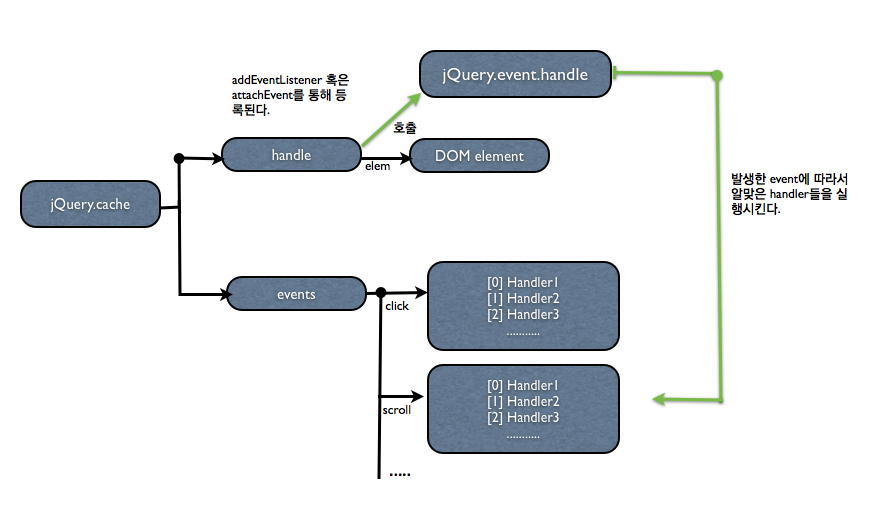 jQuery.event.handle
addEventListener 혹은
attachEvent를 통해 등
록된다.
호출
handle
DOM element
elem
jQuery.cache
발생한 event에 따라서
알맞은 handler들을 실
행시킨다.
events
click
[0] Handler1
[1] Handler2
[2] Handler3
...........
scroll
[0] Handler1
[1] Handler2
[2] Handler3
...........
.....